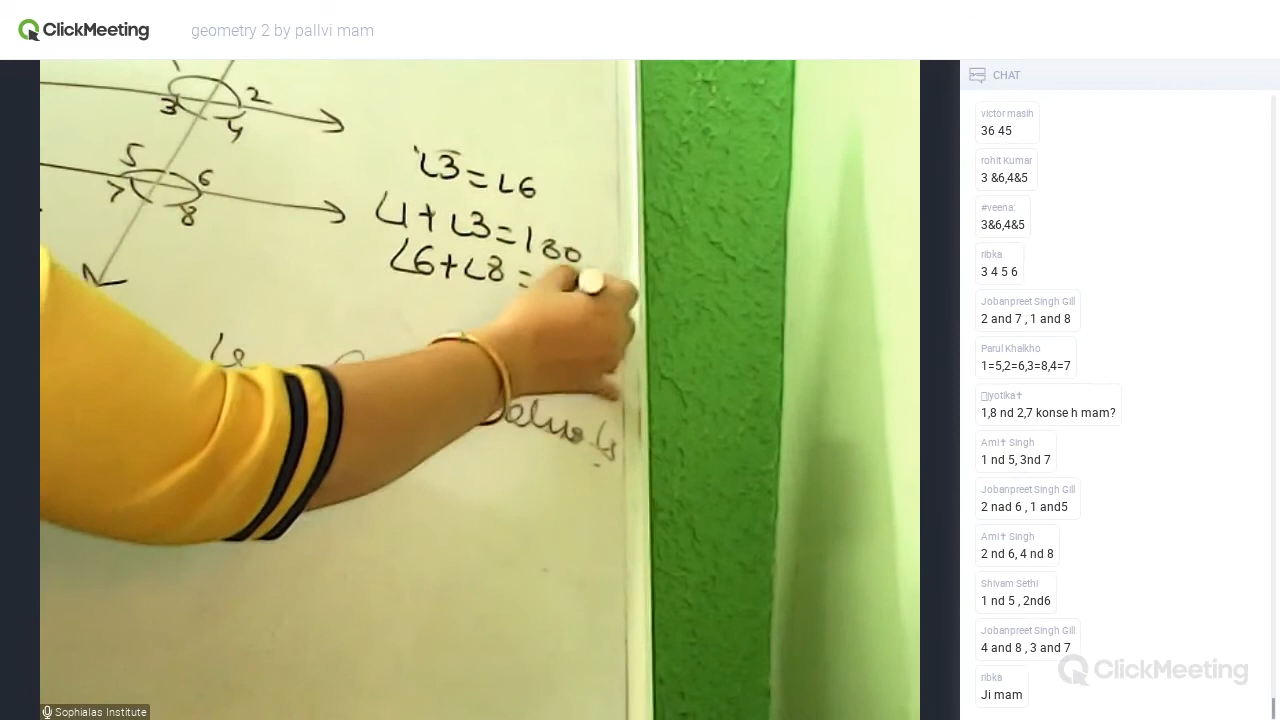 ClickMeeting
geometry 2 by pallvi mam
CHAT
2
3
4
5
6
7
8
∠3=∠6
∠1+∠3=180
∠6+∠8=
victor masih
36 45
rohit Kumar
3 &6,4&5
#veena:
3&6,4&5
ribka
3 4 5 6
Jobanpreet Singh Gill
2 and 7 , 1 and 8
Parul Khalkho
1=5,2=6,3=8,4=7
jyotika✝
1,8 nd 2,7 konse h mam?
Ami✝ Singh
1 nd 5, 3nd 7
Jobanpreet Singh Gill
2 nad 6 , 1 and5
Ami✝ Singh
2 nd 6, 4 nd 8
Shivam Sethi
1 nd 5 , 2nd6
Jobanpreet Singh Gill
4 and 8 , 3 and 7
ribka
Ji mam
ClickMeeting
Sophialas Institute